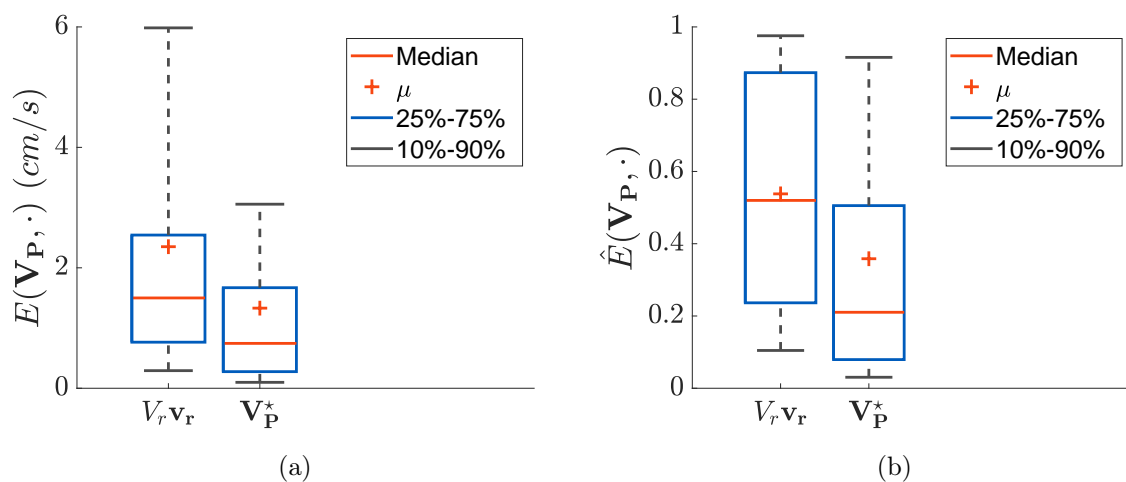 E(V_P, ·) (cm/s)
6
4
2
0
V_r v_r
V_P^⋆
Median
μ
25%-75%
10%-90%
(a)
Ê(V_P, ·)
1
0.8
0.6
0.4
0.2
0
V_r v_r
V_P^⋆
Median
μ
25%-75%
10%-90%
(b)